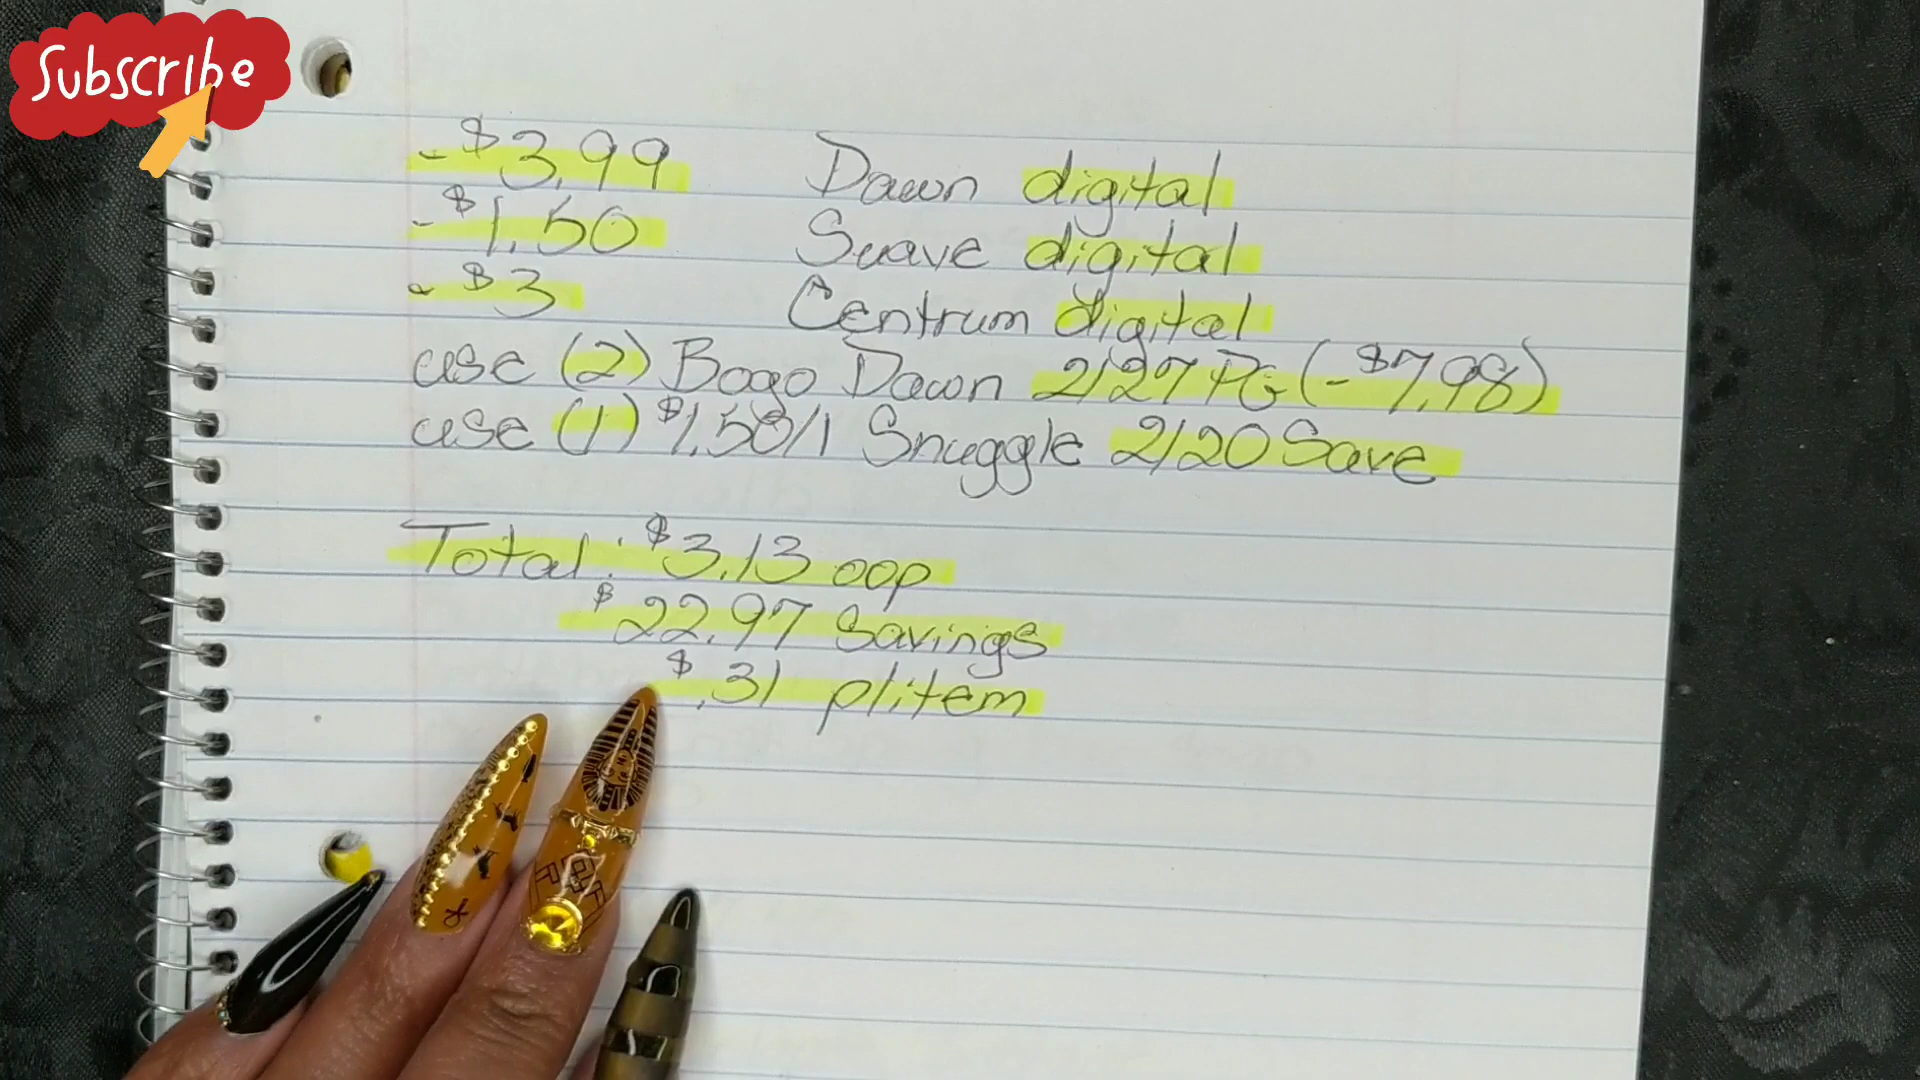 Subscribe
-$3.99 Dawn digital
-$1.50 Suave digital
-$3 Centrum digital
use (2) Bogo Dawn 2/27 PG (-$7.98)
use (1) $1.50/1 Snuggle 2/20 Save
Total: $3.13 oop
$22.97 Savings
$.31 p/item